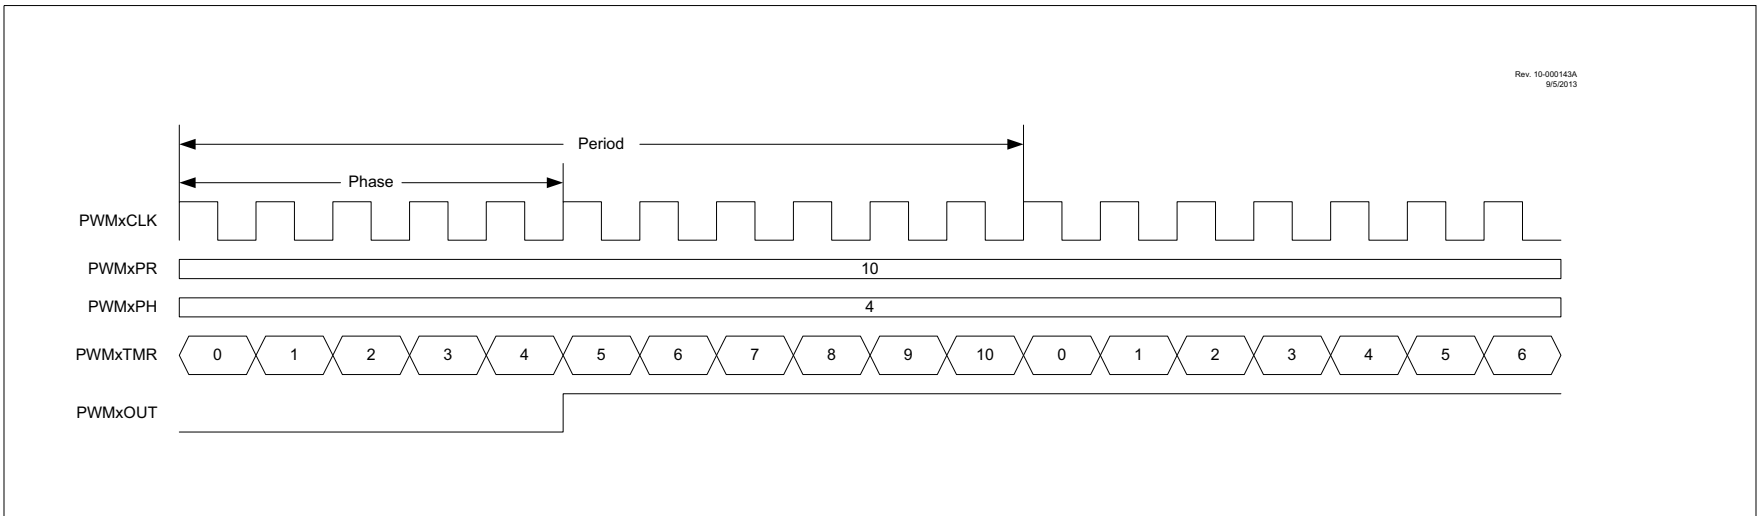 Rev. 10-000143A
9/5/2013
Period
Phase
PWMxCLK
PWMxPR 10
PWMxPH 4
PWMxTMR 0 1 2 3 4 5 6 7 8 9 10 0 1 2 3 4 5 6
PWMxOUT